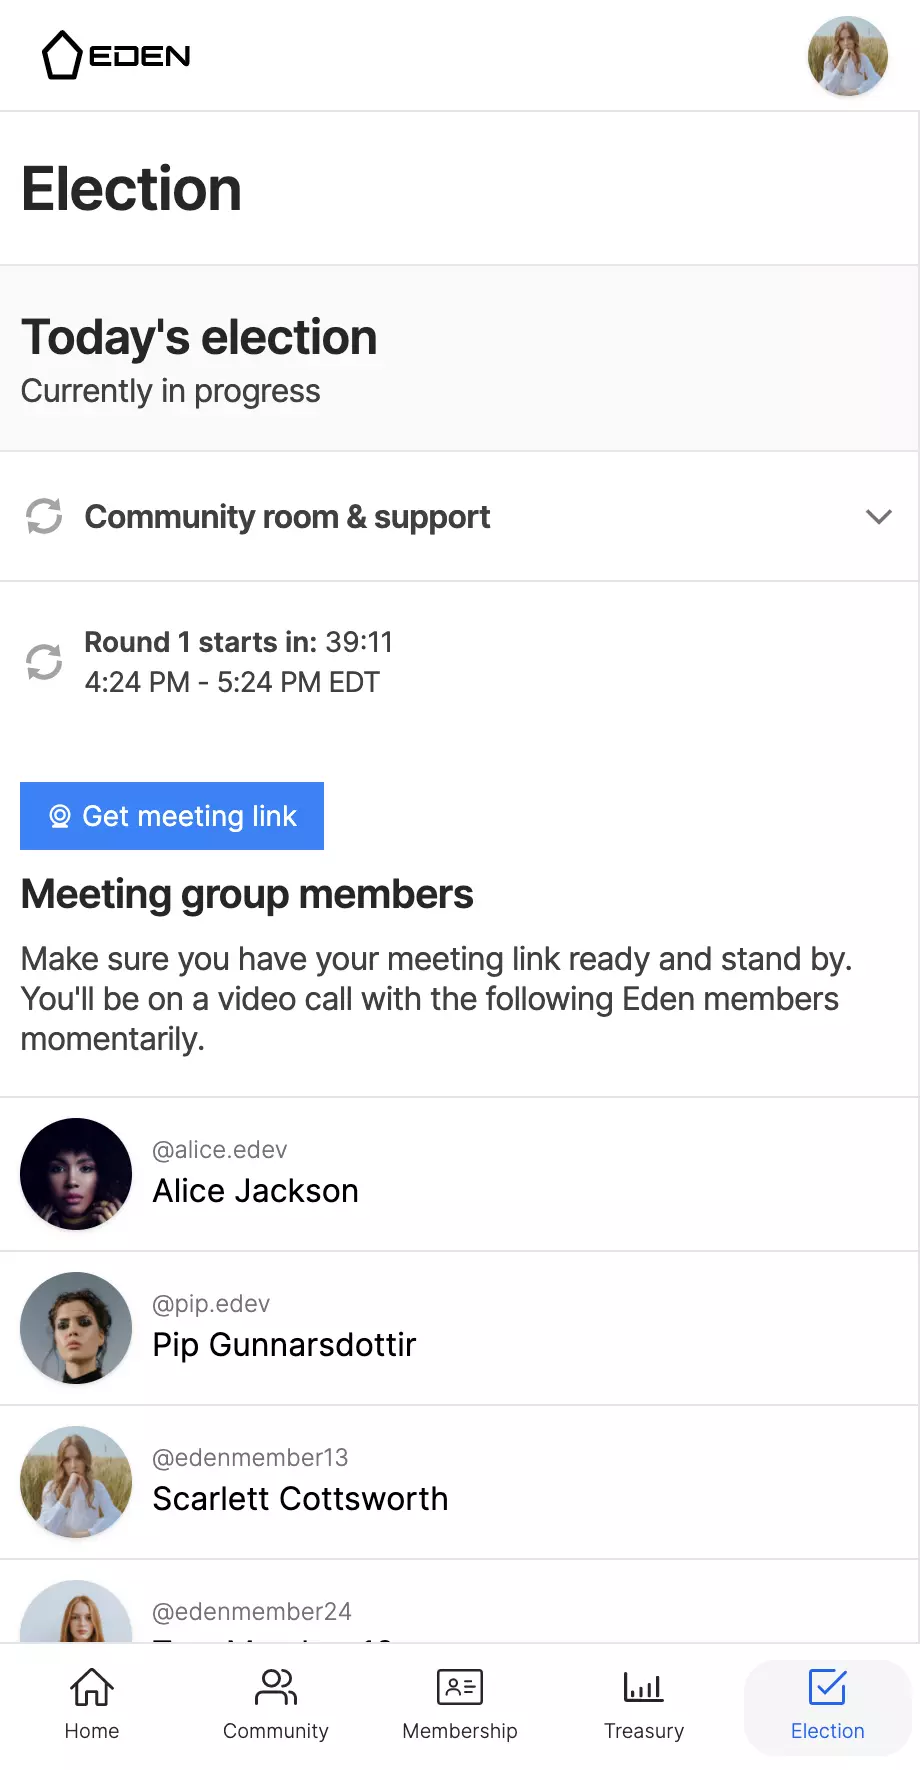 EDEN
Election
Today's election
Currently in progress
Community room & support
Round 1 starts in: 39:11
4:24 PM - 5:24 PM EDT
Get meeting link
Meeting group members
Make sure you have your meeting link ready and stand by.
You'll be on a video call with the following Eden members
momentarily.
@alice.edev
Alice Jackson
@pip.edev
Pip Gunnarsdottir
@edenmember13
Scarlett Cottsworth
@edenmember24
Home
Community
Membership
Treasury
Election